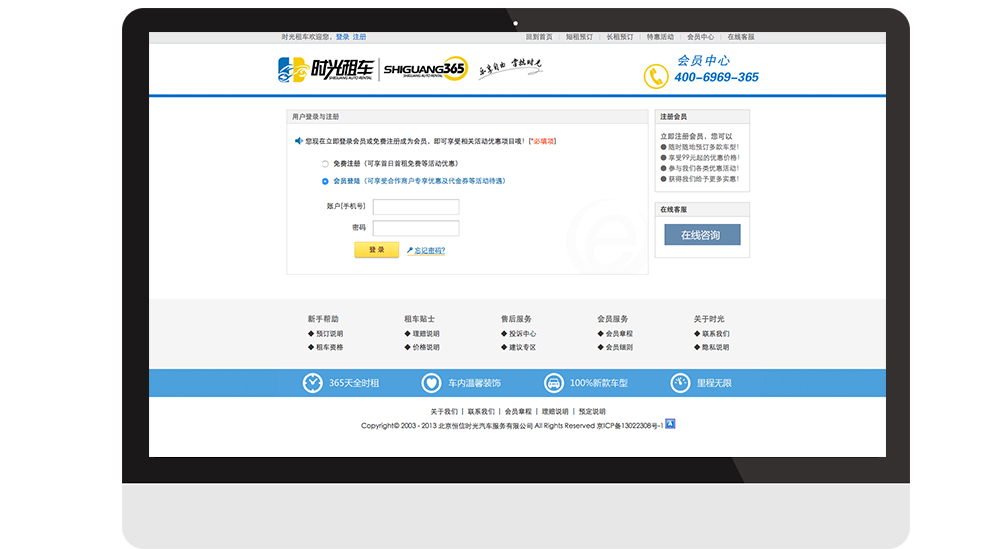 时光租车欢迎您，登录 注册
回到首页 短租预订 长租预订 特惠活动 会员中心 在线客服
时光租车 SHIGUANG AUTO RENTAL SHIGUANG365 SHIGUANG AUTO RENTAL
会员中心
400-6969-365
用户登录与注册
您现在立即登录会员或免费注册成为会员，即可享受相关活动优惠项目哦！[*必填项]
免费注册（可享首日首租免费等活动优惠）
会员登陆（可享受合作商户专享优惠及代金券等活动待遇）
账户(手机号)
密码
登 录 忘记密码?
注册会员
立即注册会员，您可以
随时随地预订多款车型！
享受99元起的优惠价格！
参与我们各类优惠活动！
获得我们给予更多实惠！
在线客服
在线咨询
新手帮助 租车贴士 售后服务 会员服务 关于时光
◆ 预订说明 ◆ 理赔说明 ◆ 投诉中心 ◆ 会员章程 ◆ 联系我们
◆ 租车资格 ◆ 价格说明 ◆ 建议专区 ◆ 会员细则 ◆ 隐私说明
365天全时租 车内温馨装饰 100%新款车型 里程无限
关于我们 | 联系我们 | 会员章程 | 理赔说明 | 预定说明
Copyright© 2003 - 2013 北京恒信时光汽车服务有限公司 All Rights Reserved 京ICP备13022308号-1